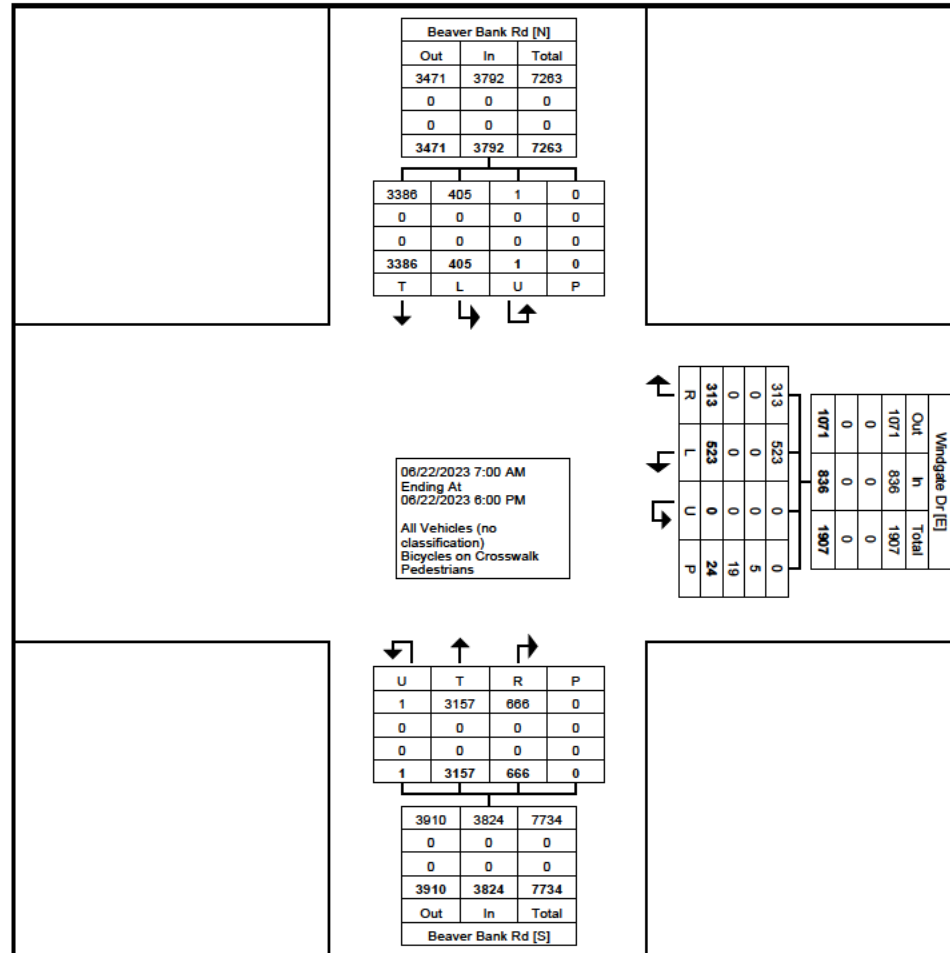 Beaver Bank Rd [N]
Out In Total
3471 3792 7263
0 0 0
0 0 0
3471 3792 7263
3386 405 1 0
0 0 0 0
0 0 0 0
3386 405 1 0
T L U P
Windgate Dr [E]
Out In Total
1071 836 1907
0 0 0
0 0 0
1071 836 1907
313 523 0 0
0 0 0 5
0 0 0 19
313 523 0 24
R L U P
06/22/2023 7:00 AM
Ending At
06/22/2023 6:00 PM
All Vehicles (no
classification)
Bicycles on Crosswalk
Pedestrians
U T R P
1 3157 666 0
0 0 0 0
0 0 0 0
1 3157 666 0
3910 3824 7734
0 0 0
0 0 0
3910 3824 7734
Out In Total
Beaver Bank Rd [S]